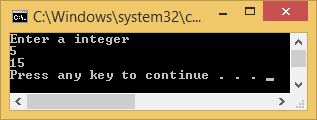 C:\Windows\system32\c...
Enter a integer
5
15
Press any key to continue . . . _